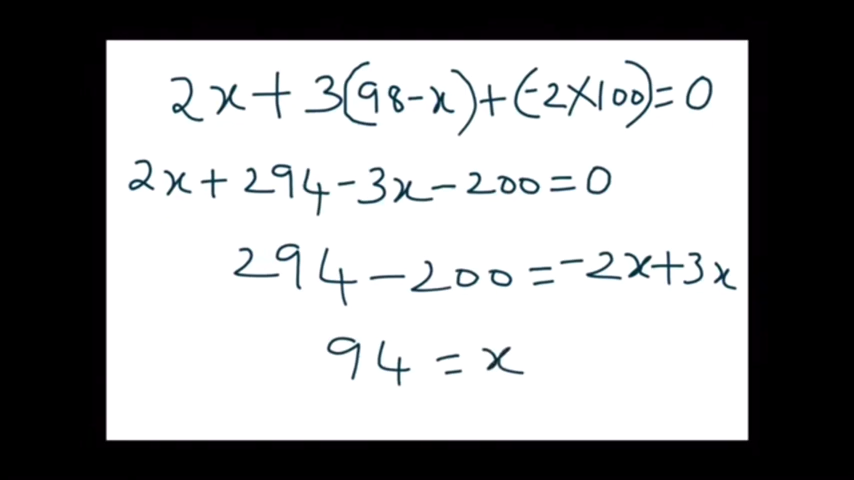 2x + 3(98-x)+(-2×100)=0
2x + 294-3x-200=0
294-200=-2x+3x
94=x